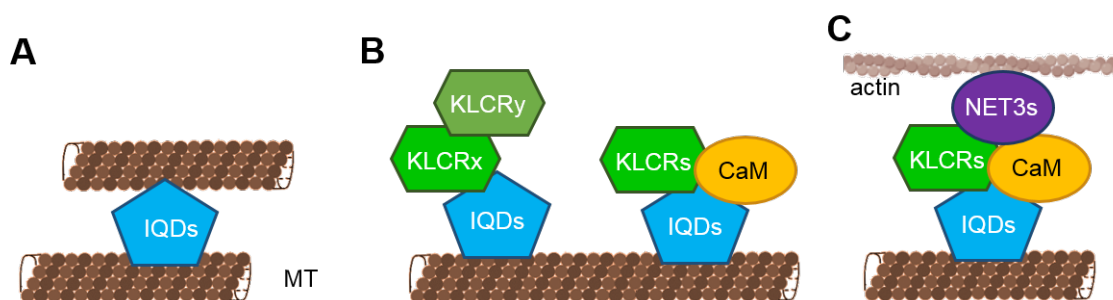 A
IQDs
MT
B
KLCRy
KLCRx
IQDs
KLCRs
CaM
IQDs
C
actin
NET3s
KLCRs
CaM
IQDs